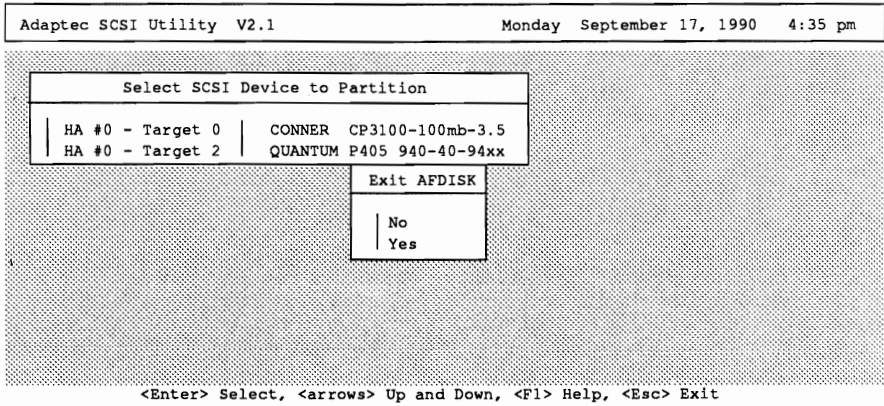 Adaptec SCSI Utility V2.1 Monday September 17, 1990 4:35 pm
Select SCSI Device to Partition
HA #0 - Target 0 CONNER CP3100-100mb-3.5
HA #0 - Target 2 QUANTUM P405 940-40-94xx
Exit AFDISK
No
Yes
<Enter> Select, <arrows> Up and Down, <F1> Help, <Esc> Exit